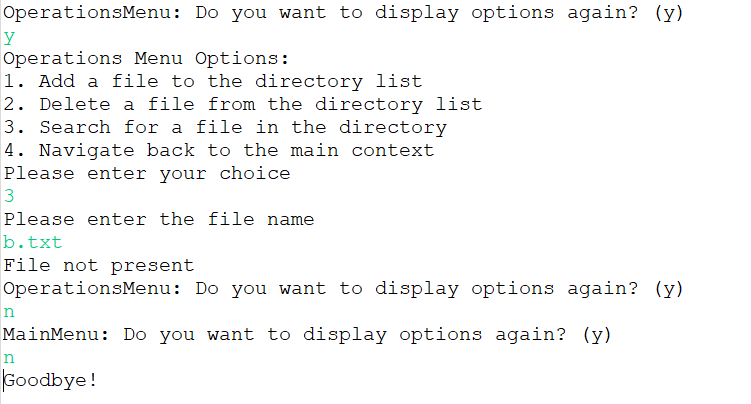 OperationsMenu: Do you want to display options again? (y)
y
Operations Menu Options:
1. Add a file to the directory list
2. Delete a file from the directory list
3. Search for a file in the directory
4. Navigate back to the main context
Please enter your choice
3
Please enter the file name
b.txt
File not present
OperationsMenu: Do you want to display options again? (y)
n
MainMenu: Do you want to display options again? (y)
n
Goodbye!